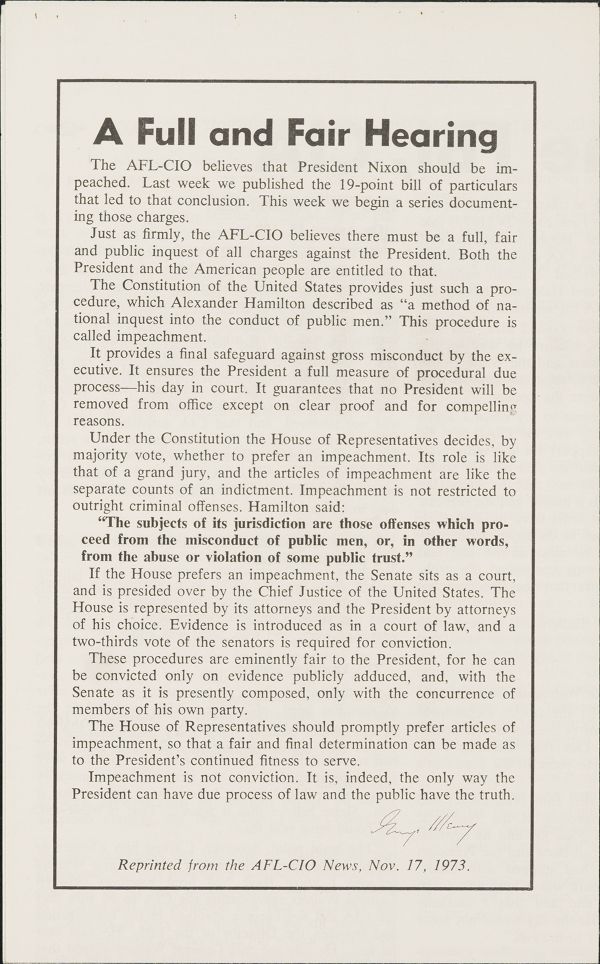 A Full and Fair Hearing
The AFL-CIO believes that President Nixon should be im-
peached. Last week we published the 19-point bill of particulars
that led to that conclusion. This week we begin a series document-
ing those charges.
Just as firmly, the AFL-CIO believes there must be a full, fair
and public inquest of all charges against the President. Both the
President and the American people are entitled to that.
The Constitution of the United States provides just such a pro-
cedure, which Alexander Hamilton described as “a method of na-
tional inquest into the conduct of public men.” This procedure is
called impeachment.
It provides a final safeguard against gross misconduct by the ex-
ecutive. It ensures the President a full measure of procedural due
process—his day in court. It guarantees that no President will be
removed from office except on clear proof and for compelling
reasons.
Under the Constitution the House of Representatives decides, by
majority vote, whether to prefer an impeachment. Its role is like
that of a grand jury, and the articles of impeachment are like the
separate counts of an indictment. Impeachment is not restricted to
outright criminal offenses. Hamilton said:
“The subjects of its jurisdiction are those offenses which pro-
ceed from the misconduct of public men, or, in other words,
from the abuse or violation of some public trust.”
If the House prefers an impeachment, the Senate sits as a court,
and is presided over by the Chief Justice of the United States. The
House is represented by its attorneys and the President by attorneys
of his choice. Evidence is introduced as in a court of law, and a
two-thirds vote of the senators is required for conviction.
These procedures are eminently fair to the President, for he can
be convicted only on evidence publicly adduced, and, with the
Senate as it is presently composed, only with the concurrence of
members of his own party.
The House of Representatives should promptly prefer articles of
impeachment, so that a fair and final determination can be made as
to the President’s continued fitness to serve.
Impeachment is not conviction. It is, indeed, the only way the
President can have due process of law and the public have the truth.
George Meany
Reprinted from the AFL-CIO News, Nov. 17, 1973.